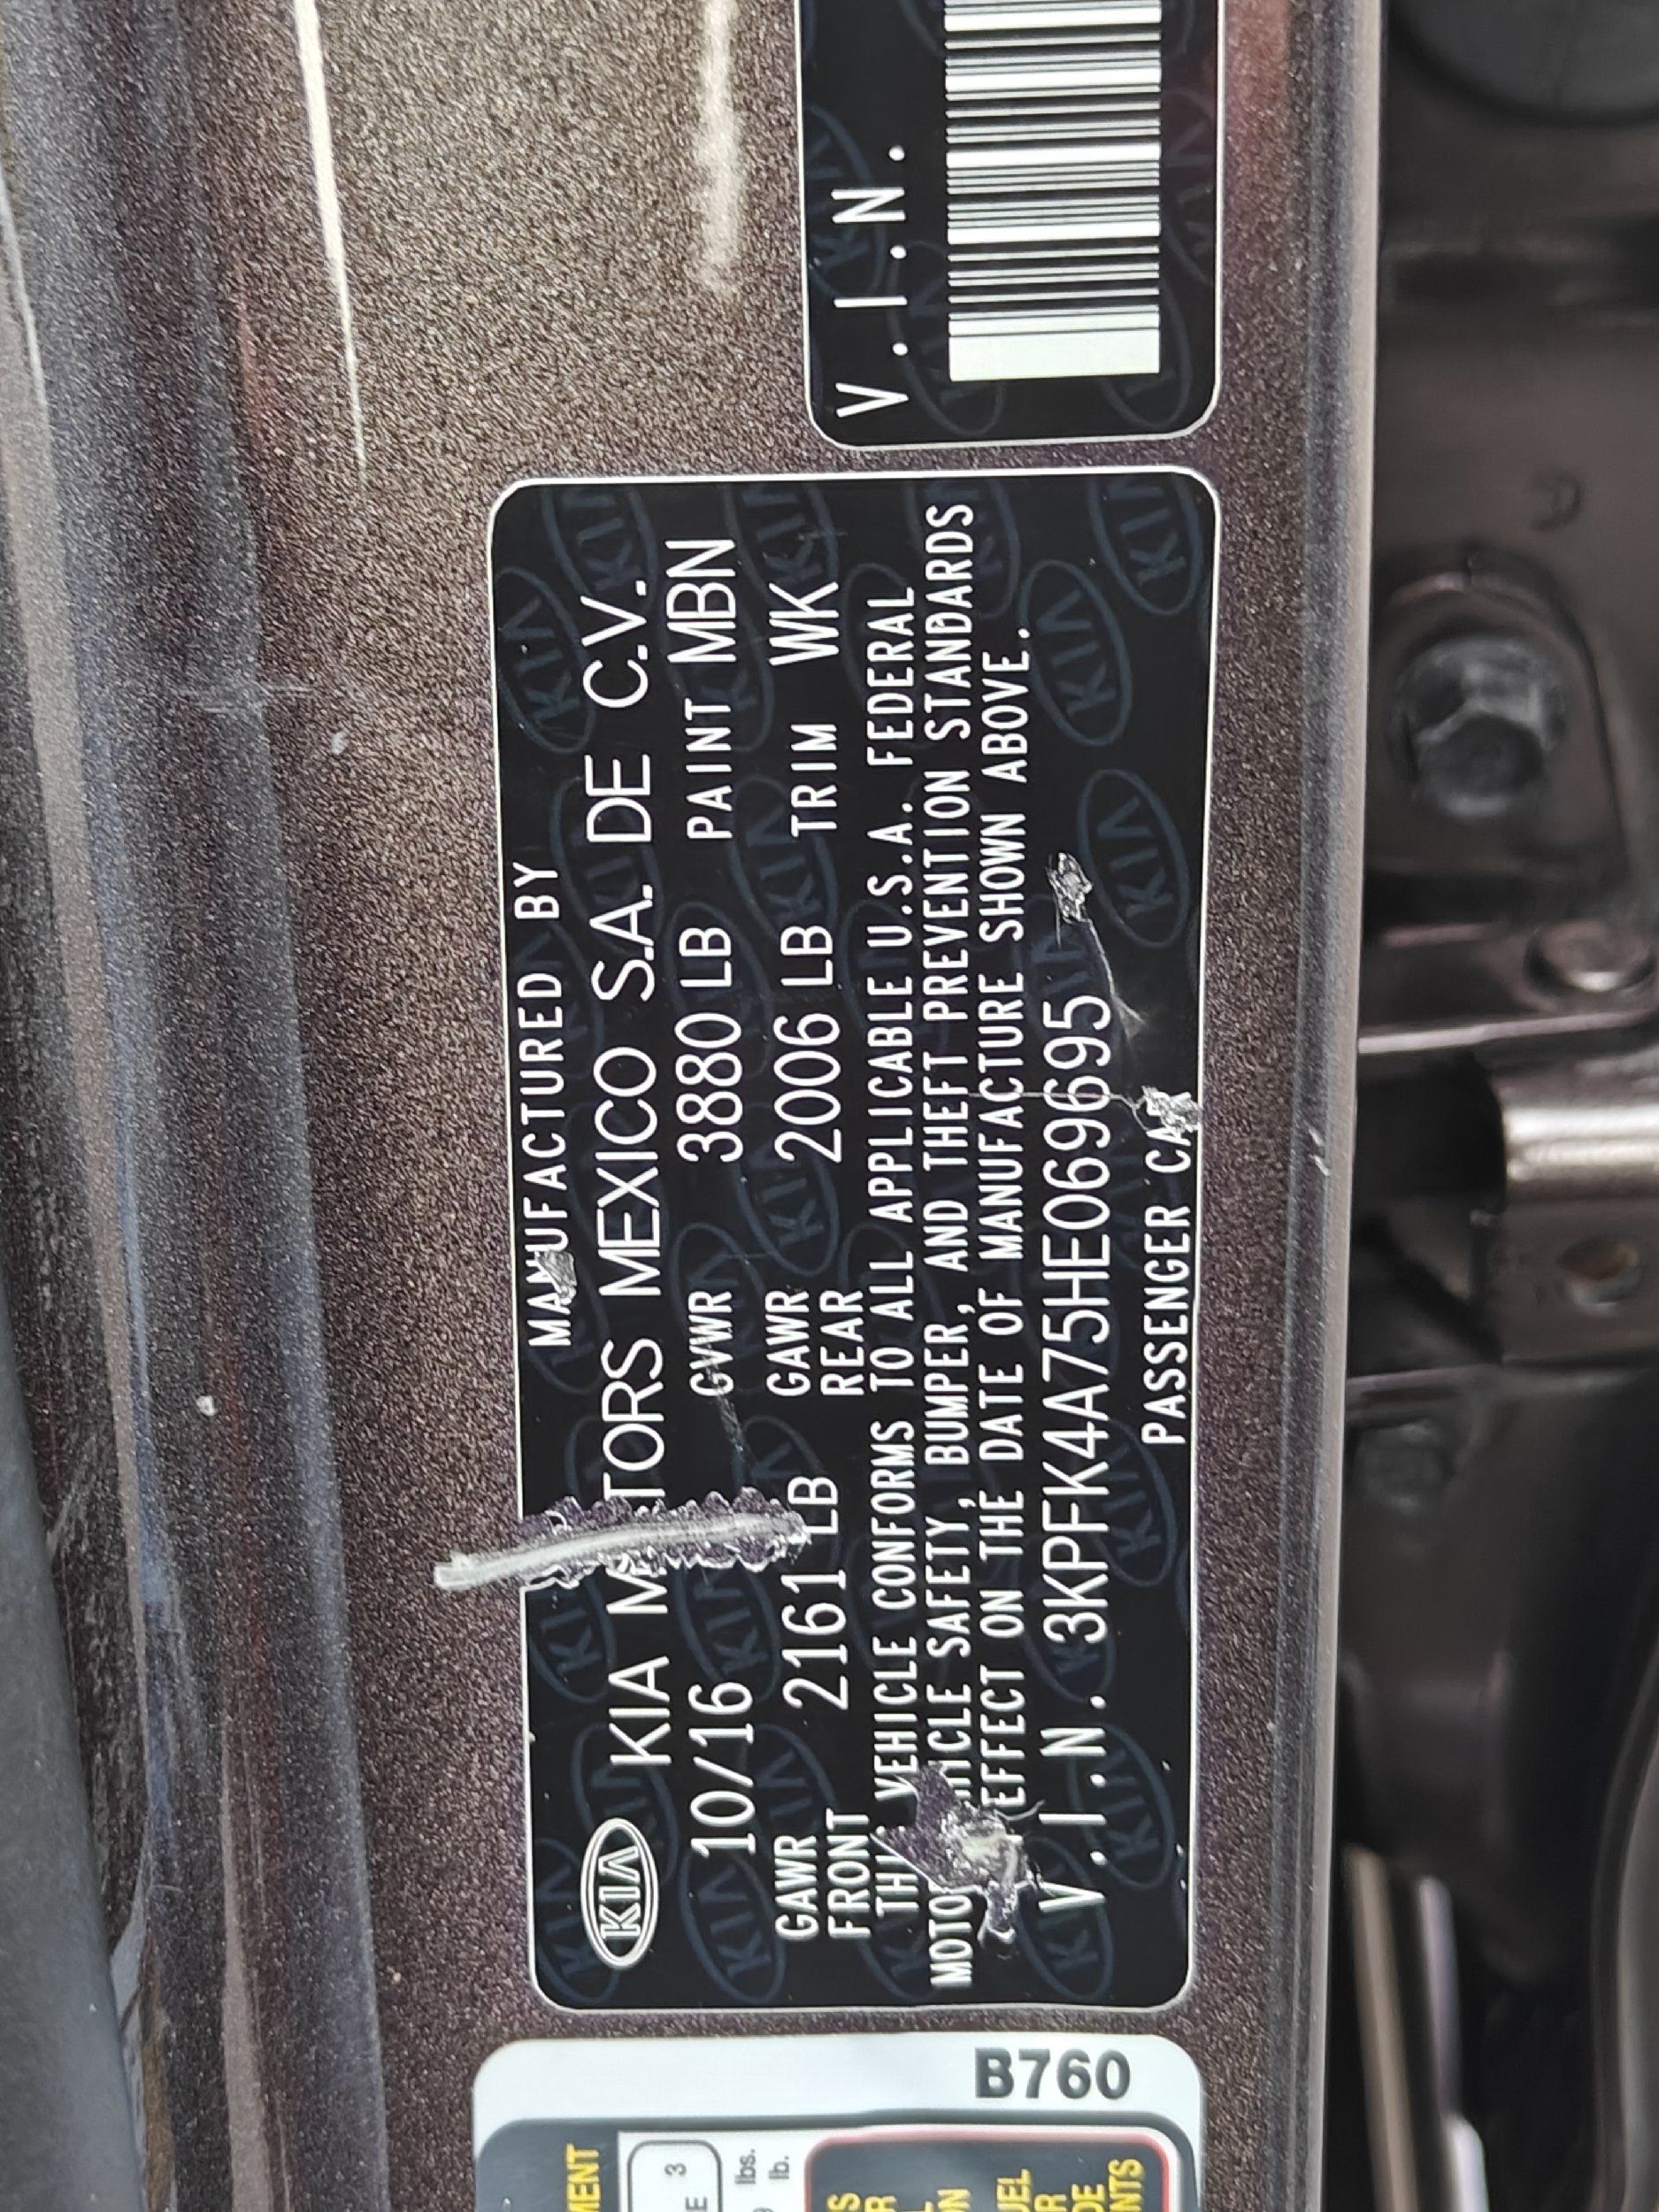 MANUFACTURED BY
KIA KIA MOTORS MEXICO S.A. DE C.V.
10/16 GVWR 3880 LB PAINT MBN
GAWR FRONT 2161 LB GAWR REAR 2006 LB TRIM WK
THIS VEHICLE CONFORMS TO ALL APPLICABLE U.S.A. FEDERAL
MOTOR VEHICLE SAFETY, BUMPER, AND THEFT PREVENTION STANDARDS
EFFECT ON THE DATE OF MANUFACTURE SHOWN ABOVE.
V.I.N. 3KPFK4A75HE069695
PASSENGER CAR
V.I.N.
B760